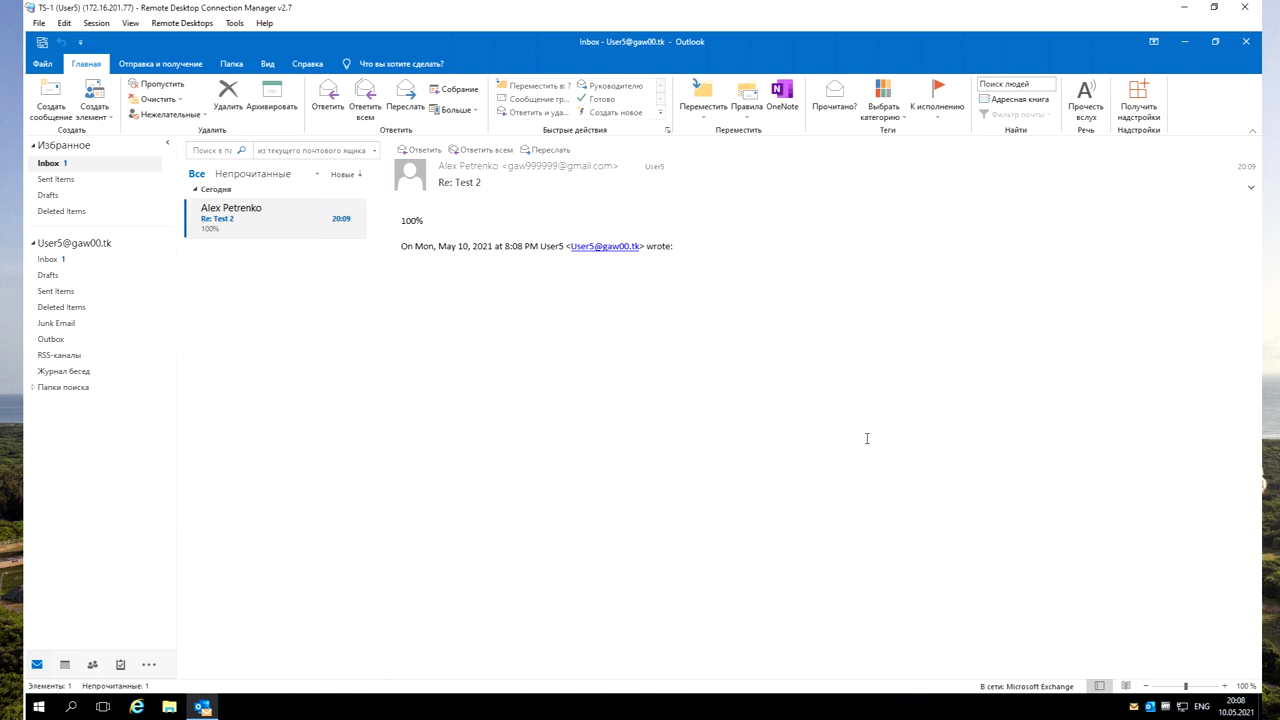 TS-1 (User5) (172.16.201.77) - Remote Desktop Connection Manager v2.7
File Edit Session View Remote Desktops Tools Help
Inbox - User5@gaw00.tk - Outlook
Файл Главная Отправка и получение Папка Вид Справка Что вы хотите сделать?
Создать сообщение
Создать элемент
Создать
Пропустить
Очистить
Нежелательные
Удалить
Архивировать
Удалить
Ответить
Ответить всем
Переслать
Собрание
Больше
Ответить
Переместить в: ?
Сообщение гр...
Ответ и уда...
Руководителю
Готово
Создать новое
Быстрые действия
Переместить
Правила
OneNote
Переместить
Прочитано?
Выбрать категорию
К исполнению
Теги
Поиск людей
Адресная книга
Фильтр почты
Найти
Прочесть вслух
Речь
Получить надстройки
Надстройки
Избранное
Inbox 1
Sent Items
Drafts
Deleted Items
User5@gaw00.tk
Inbox 1
Drafts
Sent Items
Deleted Items
Junk Email
Outbox
RSS-каналы
Журнал бесед
Папки поиска
Поиск в па из текущего почтового ящика
Все Непрочитанные Новые ↓
Сегодня
Alex Petrenko
Re: Test 2 20:09
100%
Ответить Ответить всем Переслать
Alex Petrenko <gaw999999@gmail.com> User5 20:09
Re: Test 2
100%
On Mon, May 10, 2021 at 8:08 PM User5 <User5@gaw00.tk> wrote:
Элементы: 1 Непрочитанные: 1 В сети: Microsoft Exchange 100 %
ENG 20:08
10.05.2021